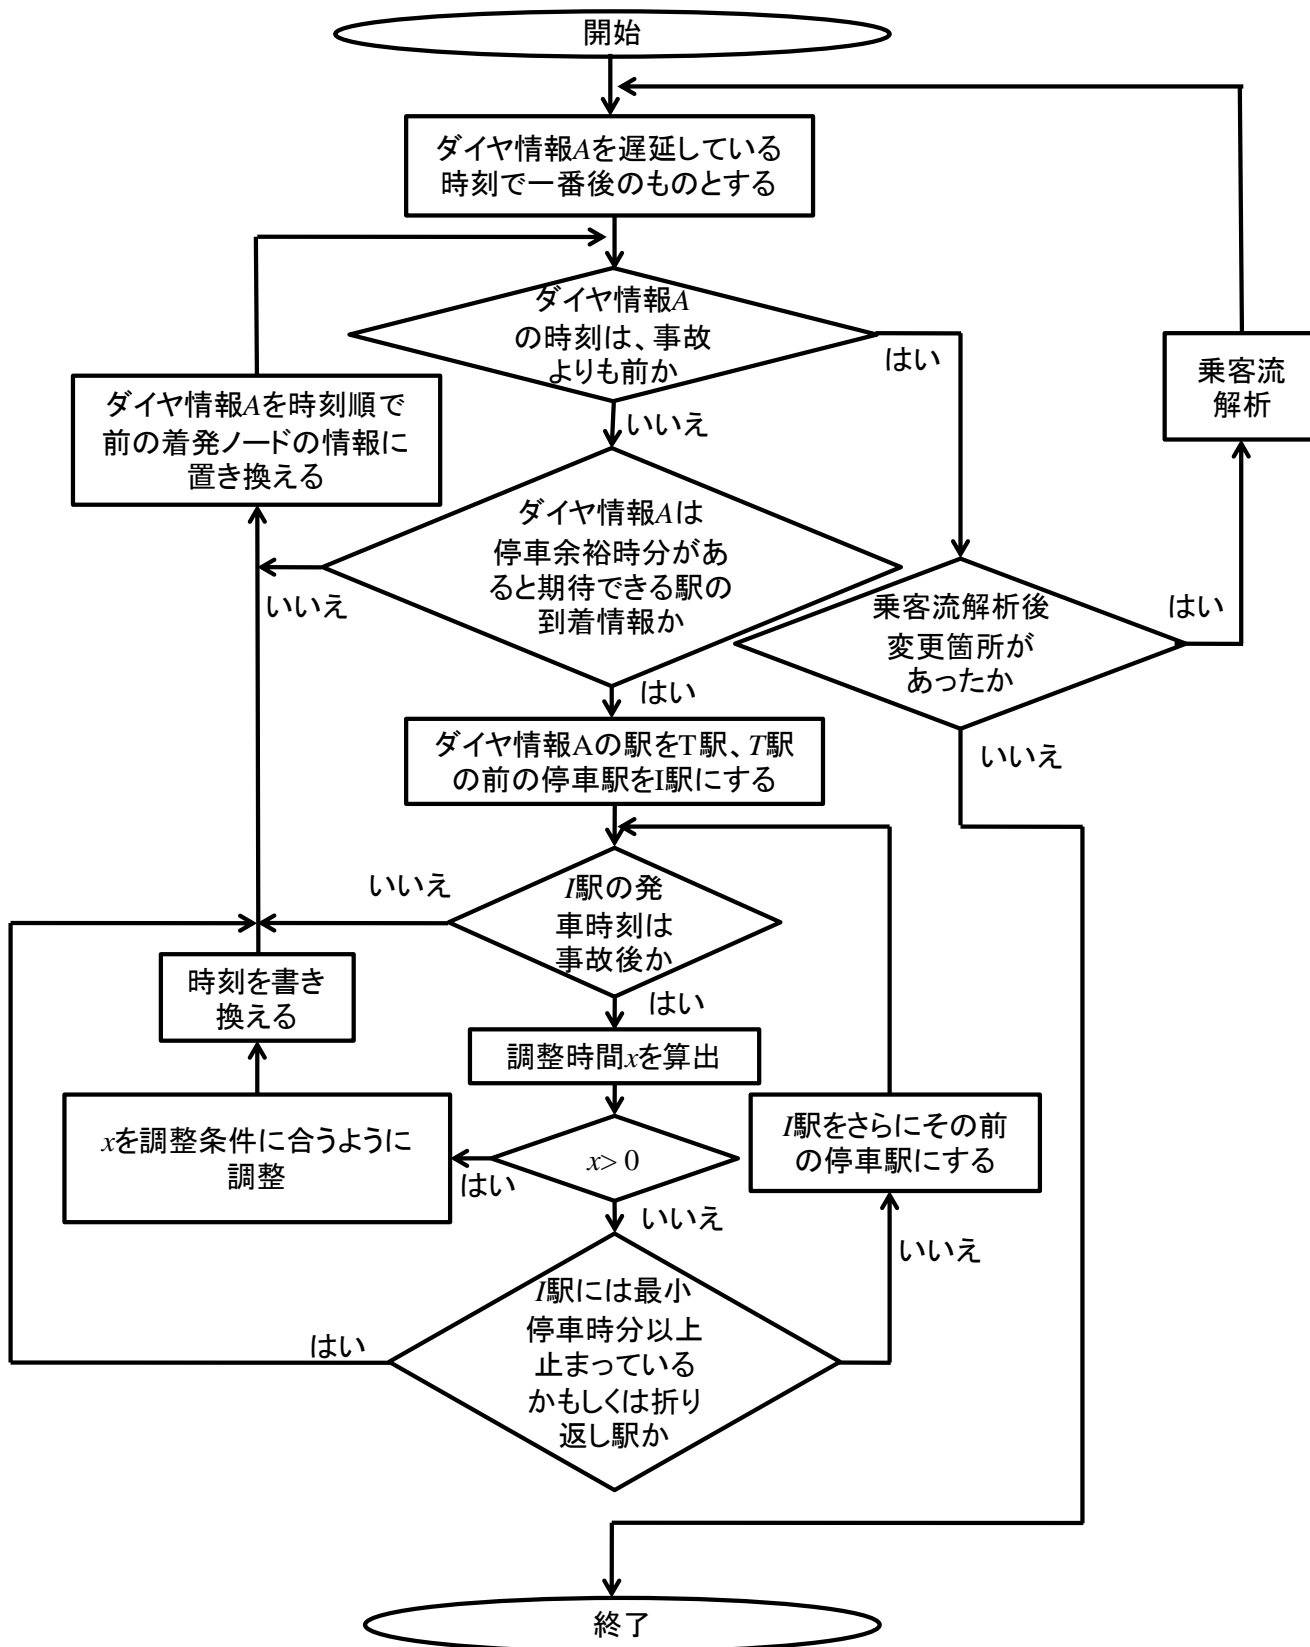 開始
ダイヤ情報Aを遅延している
時刻で一番後のものとする
ダイヤ情報A
の時刻は、事故
よりも前か
はい
いいえ
乗客流
解析
ダイヤ情報Aを時刻順で
前の着発ノードの情報に
置き換える
ダイヤ情報Aは
停車余裕時分があ
ると期待できる駅の
到着情報か
いいえ
はい
乗客流解析後
変更箇所が
あったか
はい
いいえ
ダイヤ情報Aの駅をT駅、T駅
の前の停車駅をI駅にする
I駅の発
車時刻は
事故後か
いいえ
はい
時刻を書き
換える
調整時間xを算出
xを調整条件に合うように
調整
x> 0
はい
いいえ
I駅をさらにその前
の停車駅にする
いいえ
I駅には最小
停車時分以上
止まっている
かもしくは折り
返し駅か
はい
終了